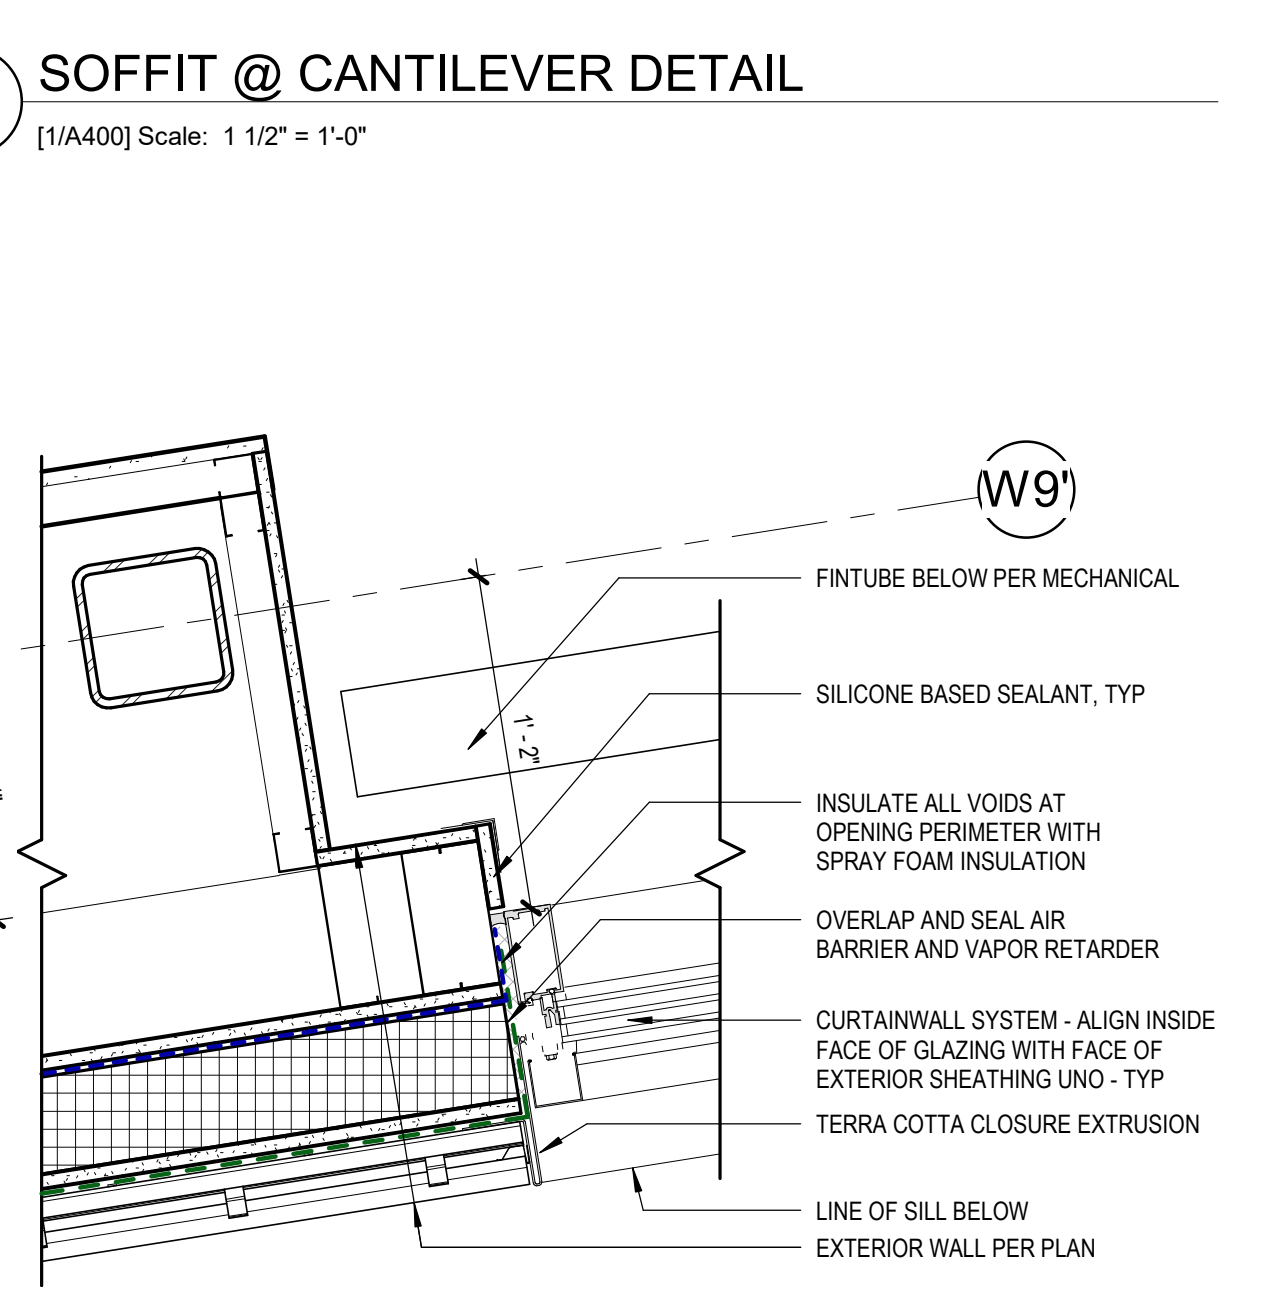 SOFFIT @ CANTILEVER DETAIL
[1/A400] Scale: 1 1/2" = 1'-0"
W9'
FINTUBE BELOW PER MECHANICAL
SILICONE BASED SEALANT, TYP
1' - 2"
INSULATE ALL VOIDS AT
OPENING PERIMETER WITH
SPRAY FOAM INSULATION
OVERLAP AND SEAL AIR
BARRIER AND VAPOR RETARDER
CURTAINWALL SYSTEM - ALIGN INSIDE
FACE OF GLAZING WITH FACE OF
EXTERIOR SHEATHING UNO - TYP
TERRA COTTA CLOSURE EXTRUSION
LINE OF SILL BELOW
EXTERIOR WALL PER PLAN